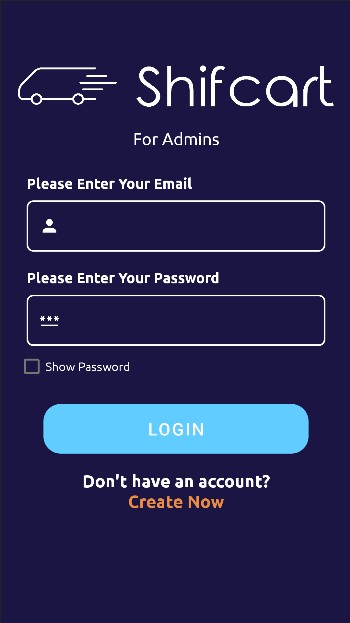 Shifcart
For Admins
Please Enter Your Email
Please Enter Your Password
***
Show Password
LOGIN
Don't have an account?
Create Now